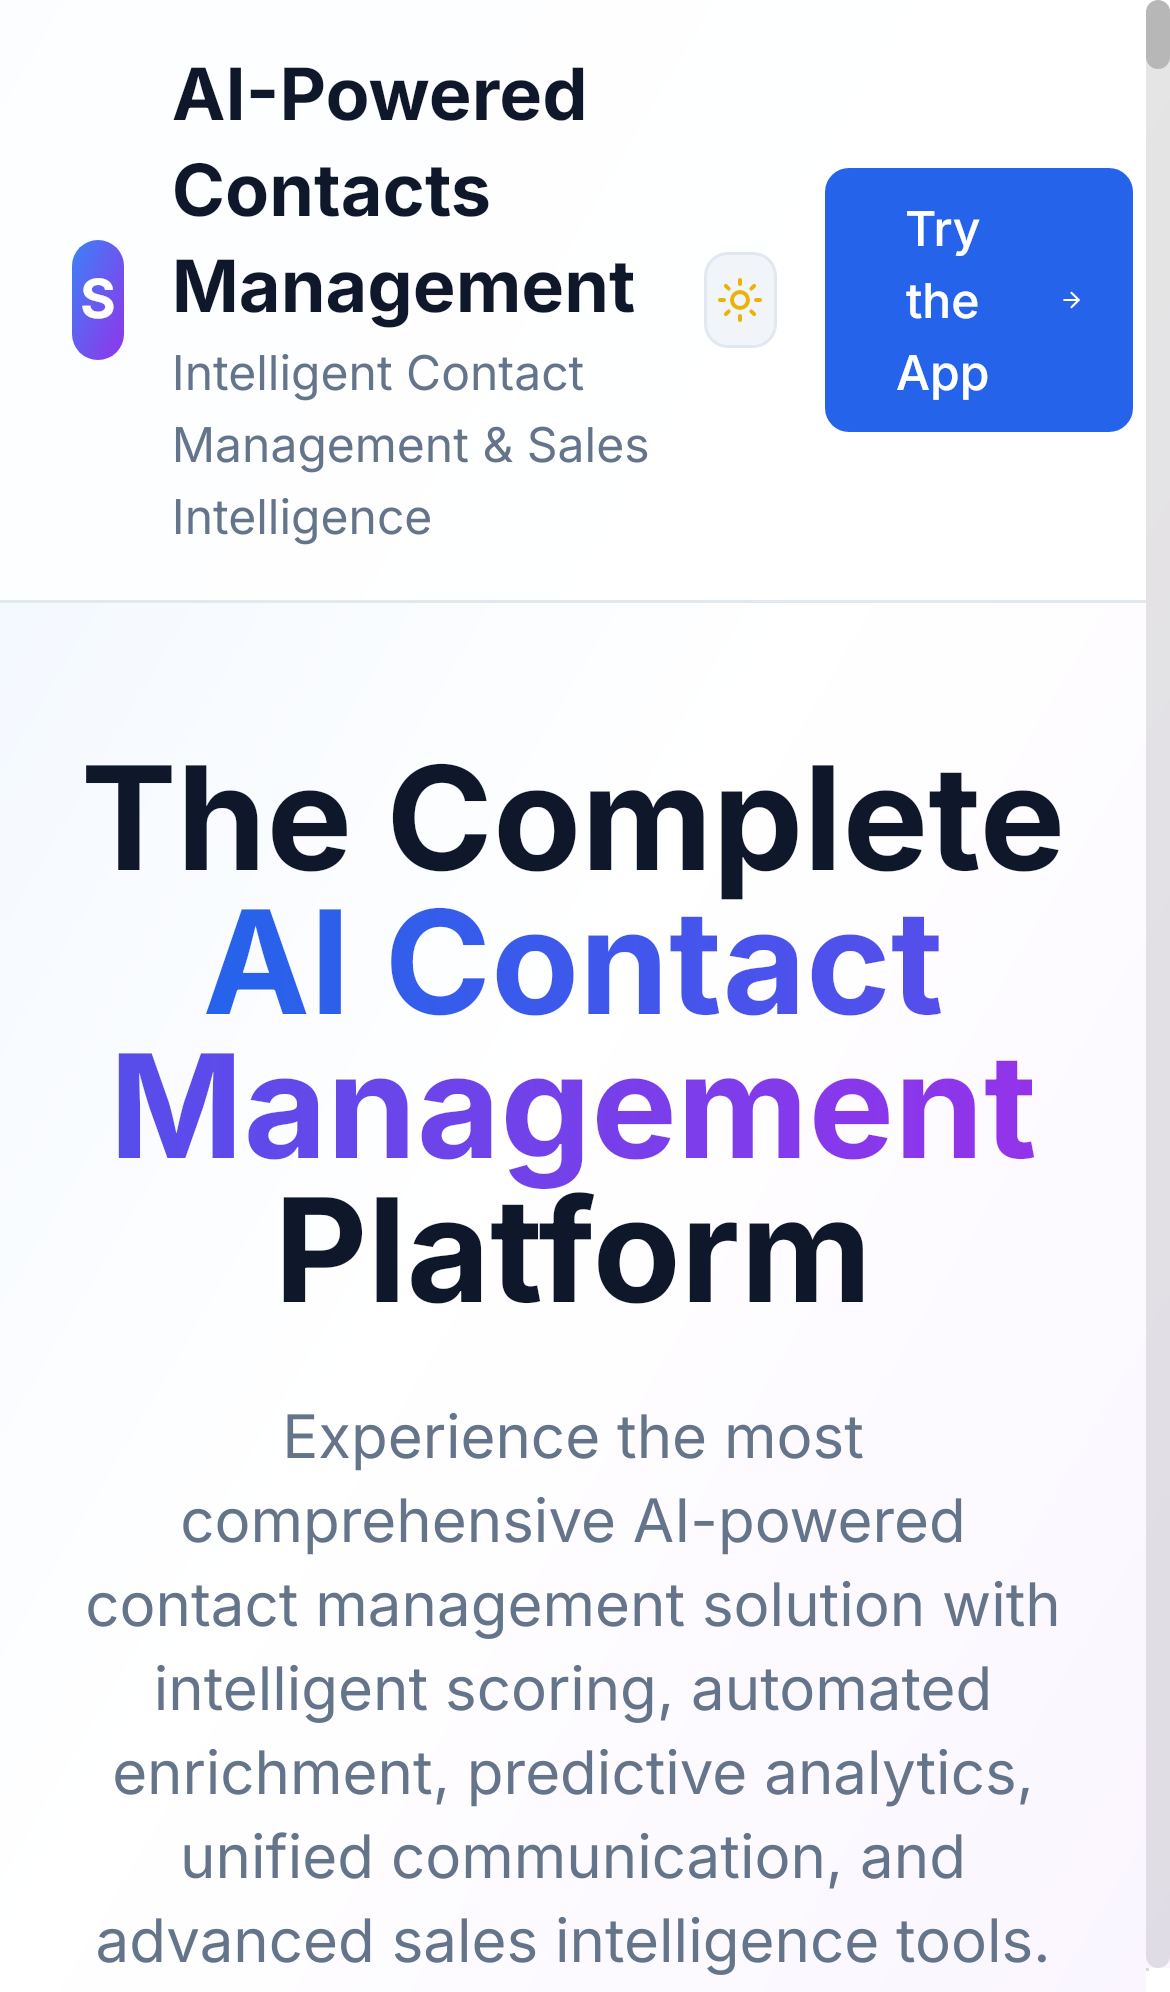 S
AI-Powered
Contacts
Management
Intelligent Contact
Management & Sales
Intelligence
Try
the
App
The Complete
AI Contact
Management
Platform
Experience the most
comprehensive AI-powered
contact management solution with
intelligent scoring, automated
enrichment, predictive analytics,
unified communication, and
advanced sales intelligence tools.